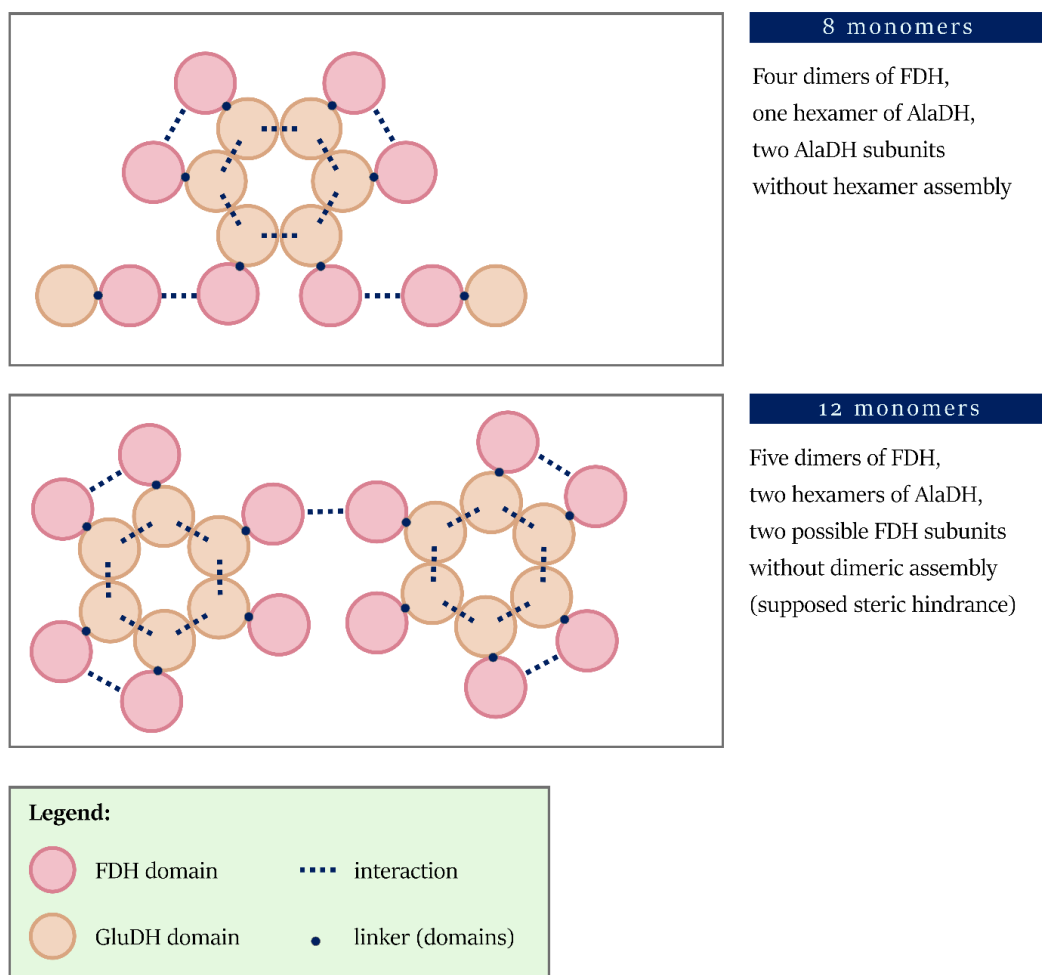 8 monomers
Four dimers of FDH,
one hexamer of AlaDH,
two AlaDH subunits
without hexamer assembly
12 monomers
Five dimers of FDH,
two hexamers of AlaDH,
two possible FDH subunits
without dimeric assembly
(supposed steric hindrance)
Legend:
FDH domain
interaction
GluDH domain
linker (domains)